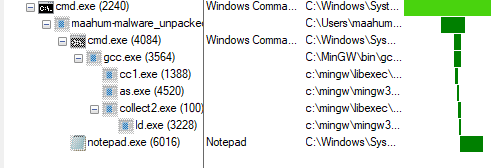 cmd.exe (2240) Windows Comma... C:\Windows\Syst...
maahum-malware_unpacke C:\Users\maahum...
cmd.exe (4084) Windows Comma... C:\Windows\Sys...
gcc.exe (3564) C:\MinGW\bin\gc...
cc1.exe (1388) c:\mingw\libexec/...
as.exe (4520) c:\mingw\mingw3...
collect2.exe (100) c:\mingw\libexec/...
ld.exe (3228) c:\mingw\mingw3...
notepad.exe (6016) Notepad C:\Windows\Sys...